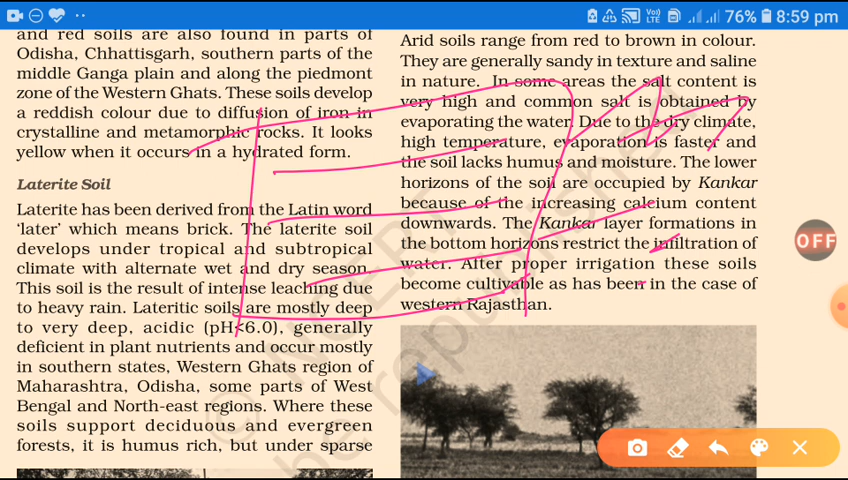 Vo)) LTE 76% 8:59 pm
and red soils are also found in parts of
Odisha, Chhattisgarh, southern parts of the
middle Ganga plain and along the piedmont
zone of the Western Ghats. These soils develop
a reddish colour due to diffusion of iron in
crystalline and metamorphic rocks. It looks
yellow when it occurs in a hydrated form.
Laterite Soil
Laterite has been derived from the Latin word
‘later’ which means brick. The laterite soil
develops under tropical and subtropical
climate with alternate wet and dry season.
This soil is the result of intense leaching due
to heavy rain. Lateritic soils are mostly deep
to very deep, acidic (pH<6.0), generally
deficient in plant nutrients and occur mostly
in southern states, Western Ghats region of
Maharashtra, Odisha, some parts of West
Bengal and North-east regions. Where these
soils support deciduous and evergreen
forests, it is humus rich, but under sparse
Arid soils range from red to brown in colour.
They are generally sandy in texture and saline
in nature. In some areas the salt content is
very high and common salt is obtained by
evaporating the water. Due to the dry climate,
high temperature, evaporation is faster and
the soil lacks humus and moisture. The lower
horizons of the soil are occupied by Kankar
because of the increasing calcium content
downwards. The Kankar layer formations in
the bottom horizons restrict the infiltration of
water. After proper irrigation these soils
become cultivable as has been in the case of
western Rajasthan.
OFF
© NCERT
be republished